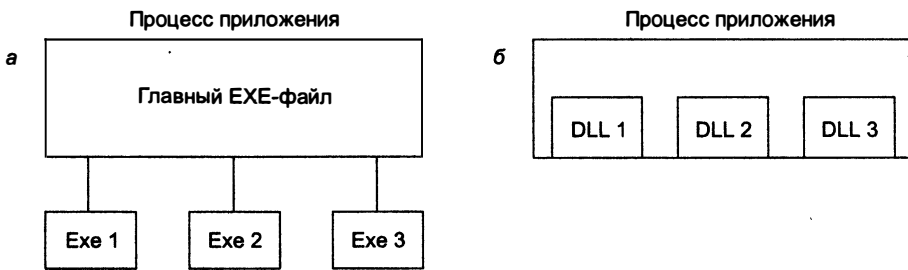 Процесс приложения
а
Главный EXE-файл
Exe 1
Exe 2
Exe 3
Процесс приложения
б
DLL 1
DLL 2
DLL 3